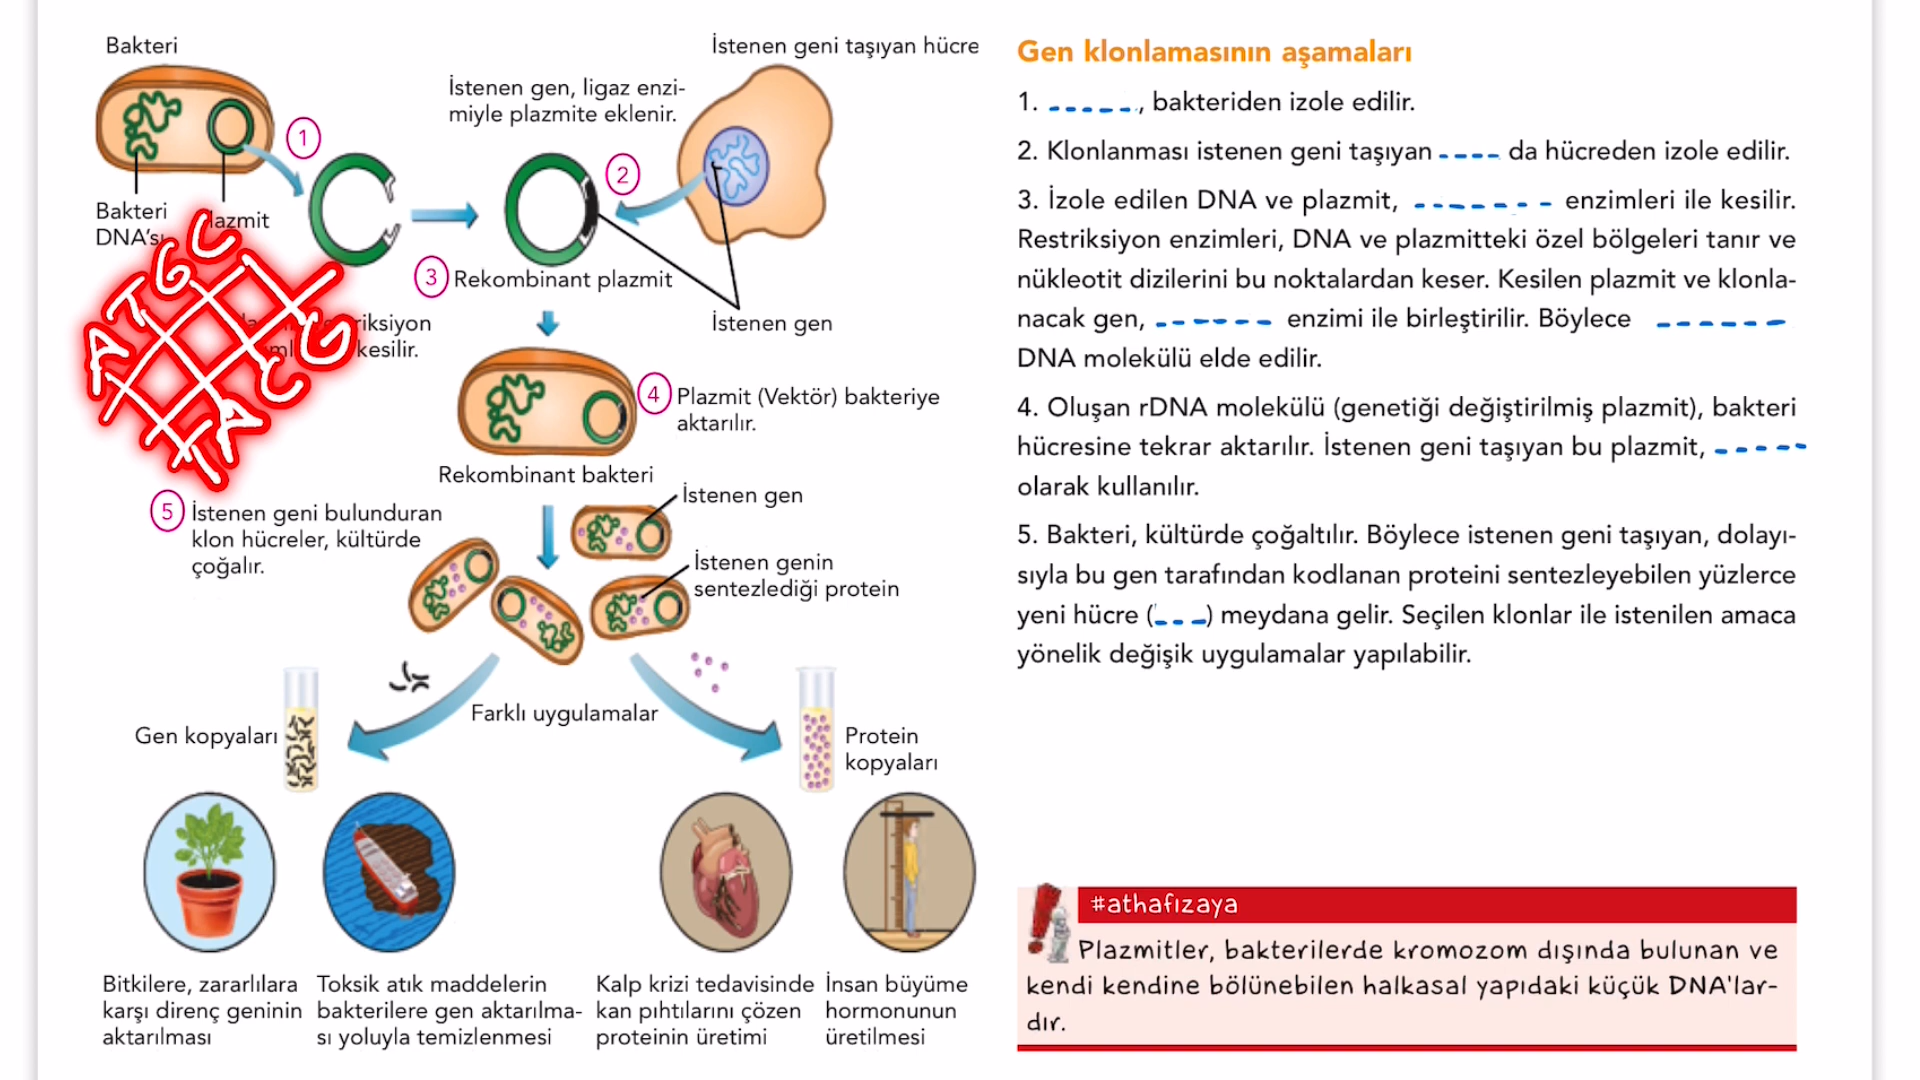 Bakteri
İstenen geni taşıyan hücre
İstenen gen, ligaz enzi-
miyle plazmite eklenir.
1
2
Bakteri
DNA'sı
lazmit
3 Rekombinant plazmit
İstenen gen
riksiyon
kesilir.
A T G C
T A C G
4 Plazmit (Vektör) bakteriye
aktarılır.
Rekombinant bakteri
5 İstenen geni bulunduran
klon hücreler, kültürde
çoğalır.
İstenen gen
İstenen genin
sentezlediği protein
Farklı uygulamalar
Gen kopyaları
Protein
kopyaları
Bitkilere, zararlılara
karşı direnç geninin
aktarılması
Toksik atık maddelerin
bakterilere gen aktarılma-
sı yoluyla temizlenmesi
Kalp krizi tedavisinde
kan pıhtılarını çözen
proteinin üretimi
İnsan büyüme
hormonunun
üretilmesi
Gen klonlamasının aşamaları
1. ------, bakteriden izole edilir.
2. Klonlanması istenen geni taşıyan ---- da hücreden izole edilir.
3. İzole edilen DNA ve plazmit, -------- enzimleri ile kesilir.
Restriksiyon enzimleri, DNA ve plazmitteki özel bölgeleri tanır ve
nükleotit dizilerini bu noktalardan keser. Kesilen plazmit ve klonla-
nacak gen, ------ enzimi ile birleştirilir. Böylece ------
DNA molekülü elde edilir.
4. Oluşan rDNA molekülü (genetiği değiştirilmiş plazmit), bakteri
hücresine tekrar aktarılır. İstenen geni taşıyan bu plazmit, -----
olarak kullanılır.
5. Bakteri, kültürde çoğaltılır. Böylece istenen geni taşıyan, dolayı-
sıyla bu gen tarafından kodlanan proteini sentezleyebilen yüzlerce
yeni hücre (---) meydana gelir. Seçilen klonlar ile istenilen amaca
yönelik değişik uygulamalar yapılabilir.
#athafızaya
Plazmitler, bakterilerde kromozom dışında bulunan ve
kendi kendine bölünebilen halkasal yapıdaki küçük DNA'lar-
dır.